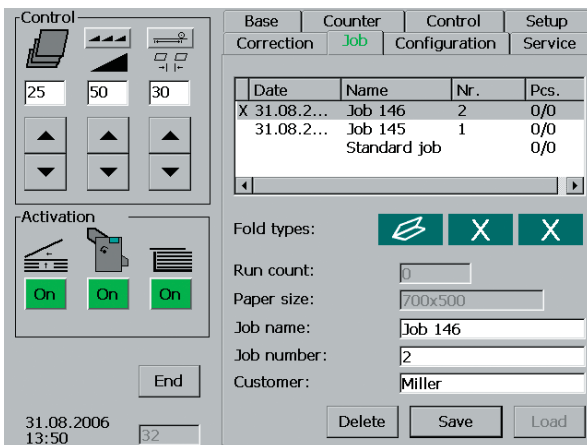 Control
25 50 30
Activation
On On On
End
31.08.2006
13:50
32
Base Counter Control Setup
Correction Job Configuration Service
Date Name Nr. Pcs.
X 31.08.2... Job 146 2 0/0
31.08.2... Job 145 1 0/0
Standard job 0/0
Fold types: X X
Run count: 0
Paper size: 700x500
Job name: Job 146
Job number: 2
Customer: Miller
Delete Save Load